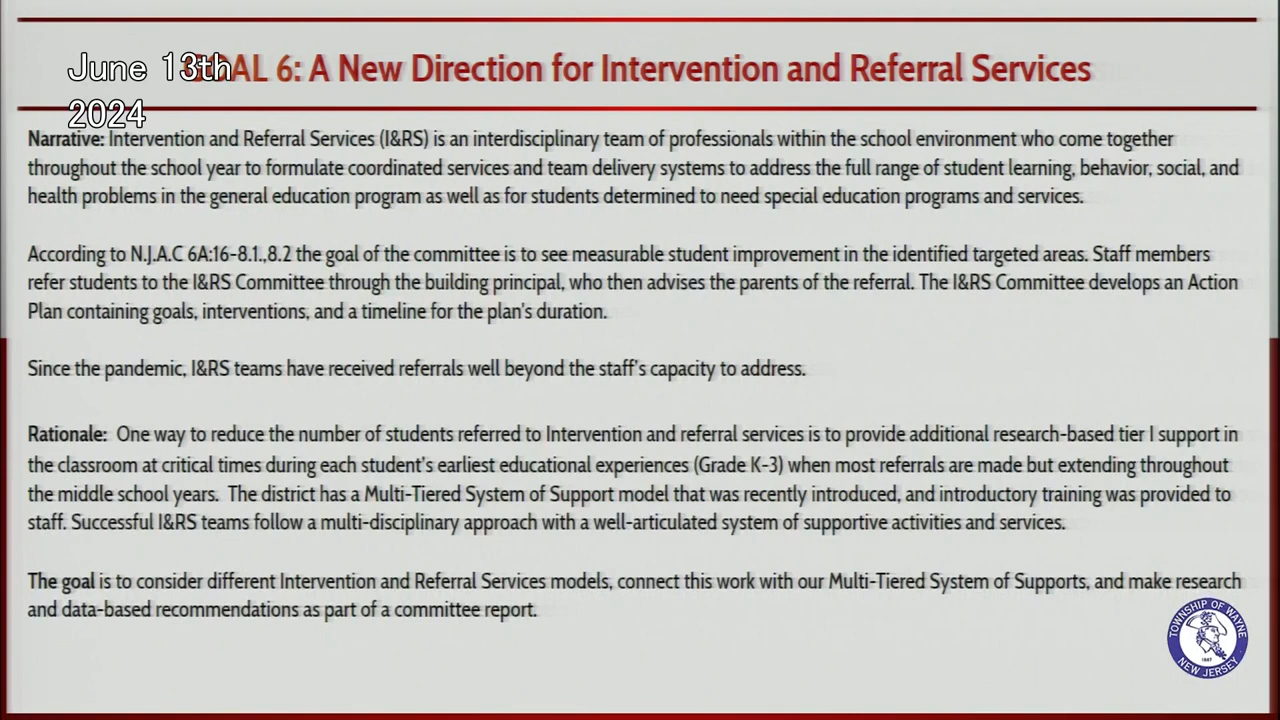 June 13th
2024
GOAL 6: A New Direction for Intervention and Referral Services
Narrative: Intervention and Referral Services (I&RS) is an interdisciplinary team of professionals within the school environment who come together
throughout the school year to formulate coordinated services and team delivery systems to address the full range of student learning, behavior, social, and
health problems in the general education program as well as for students determined to need special education programs and services.
According to N.J.A.C 6A:16-8.1.,8.2 the goal of the committee is to see measurable student improvement in the identified targeted areas. Staff members
refer students to the I&RS Committee through the building principal, who then advises the parents of the referral. The I&RS Committee develops an Action
Plan containing goals, interventions, and a timeline for the plan's duration.
Since the pandemic, I&RS teams have received referrals well beyond the staff's capacity to address.
Rationale: One way to reduce the number of students referred to Intervention and referral services is to provide additional research-based tier I support in
the classroom at critical times during each student's earliest educational experiences (Grade K-3) when most referrals are made but extending throughout
the middle school years. The district has a Multi-Tiered System of Support model that was recently introduced, and introductory training was provided to
staff. Successful I&RS teams follow a multi-disciplinary approach with a well-articulated system of supportive activities and services.
The goal is to consider different Intervention and Referral Services models, connect this work with our Multi-Tiered System of Supports, and make research
and data-based recommendations as part of a committee report.
TOWNSHIP OF WAYNE
1847
NEW JERSEY